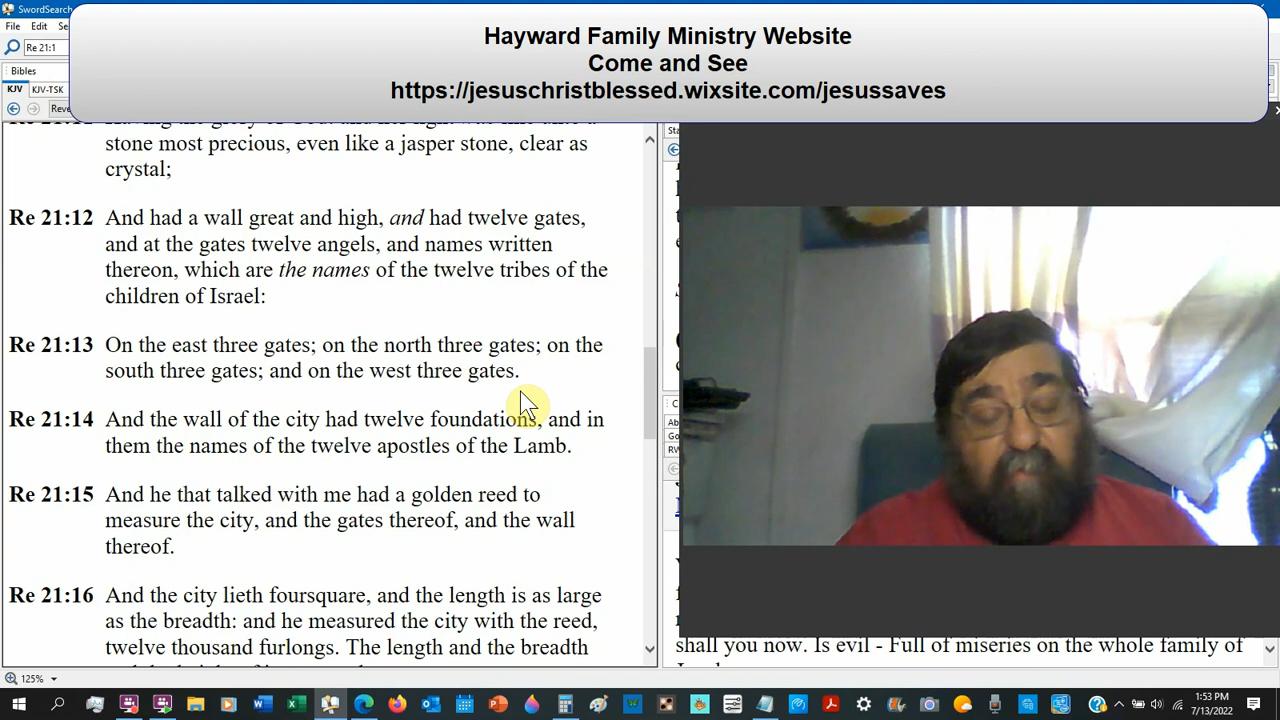 SwordSearch
Hayward Family Ministry Website
Come and See
https://jesuschristblessed.wixsite.com/jesussaves
File Edit Se
Re 21:1
Bibles
KJV KJV-TSK
Reve
stone most precious, even like a jasper stone, clear as
crystal;
Re 21:12 And had a wall great and high, and had twelve gates,
and at the gates twelve angels, and names written
thereon, which are the names of the twelve tribes of the
children of Israel:
Re 21:13 On the east three gates; on the north three gates; on the
south three gates; and on the west three gates.
Re 21:14 And the wall of the city had twelve foundations, and in
them the names of the twelve apostles of the Lamb.
Re 21:15 And he that talked with me had a golden reed to
measure the city, and the gates thereof, and the wall
thereof.
Re 21:16 And the city lieth foursquare, and the length is as large
as the breadth: and he measured the city with the reed,
twelve thousand furlongs. The length and the breadth
Sta
Ab
Go
RW
shall you now. Is evil - Full of miseries on the whole family of
125%
1:53 PM
7/13/2022